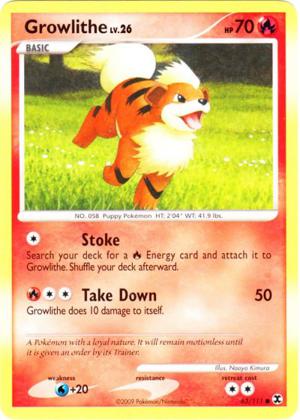 Growlithe LV.26 HP 70
BASIC
NO. 058 Puppy Pokémon HT: 2'04" WT: 41.9 lbs.
Stoke
Search your deck for a Energy card and attach it to
Growlithe. Shuffle your deck afterward.
Take Down 50
Growlithe does 10 damage to itself.
A Pokémon with a loyal nature. It will remain motionless until
it is given an order by its Trainer.
Illus. Naoyo Kimura
weakness resistance retreat cost
+20
©2009 Pokémon/Nintendo 63/111